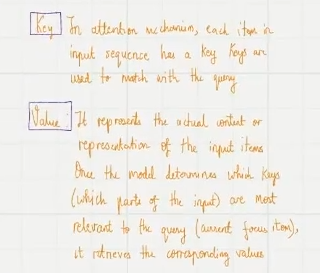 Key In attention mechanism, each item in
input sequence has a key Keys are
used to match with the query
Value: It represents the actual content or
representation of the input items
Once the model determines which keys
(which parts of the input) are most
relevant to the query (current focus item),
it retrieves the corresponding values